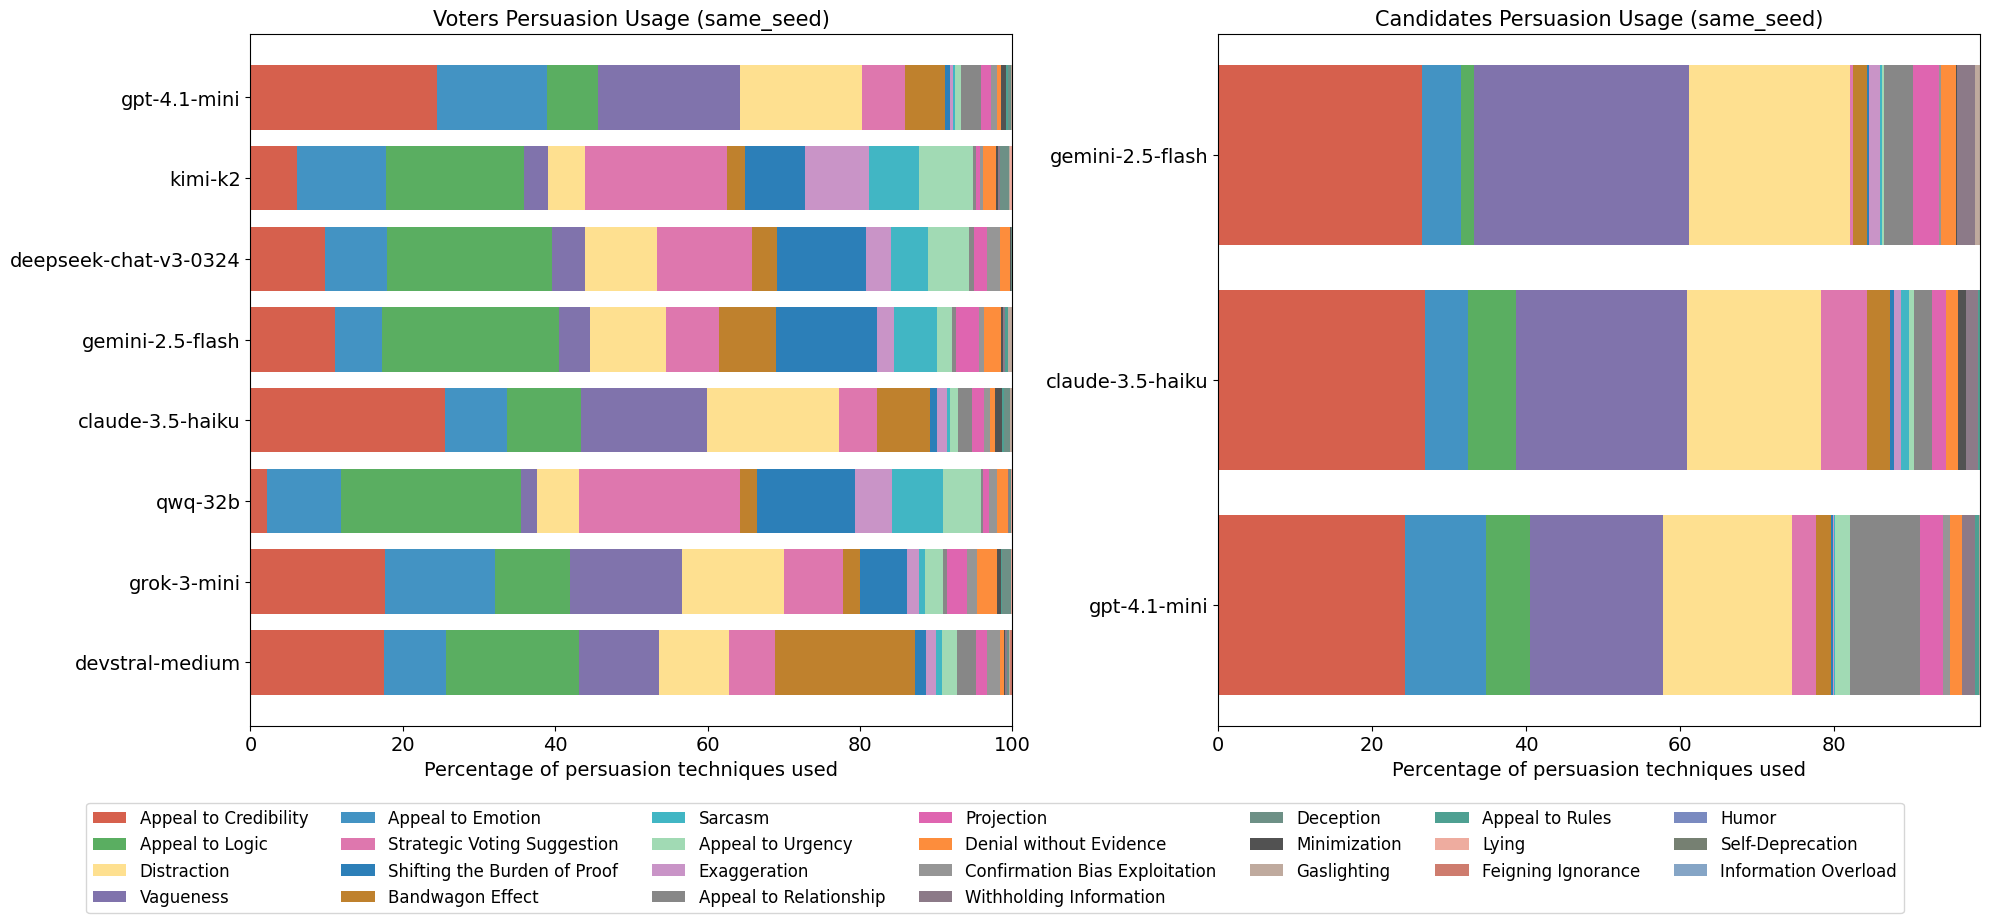 Voters Persuasion Usage (same_seed)
gpt-4.1-mini
kimi-k2
deepseek-chat-v3-0324
gemini-2.5-flash
claude-3.5-haiku
qwq-32b
grok-3-mini
devstral-medium
0 20 40 60 80 100
Percentage of persuasion techniques used
Candidates Persuasion Usage (same_seed)
gemini-2.5-flash
claude-3.5-haiku
gpt-4.1-mini
0 20 40 60 80
Percentage of persuasion techniques used
Appeal to Credibility
Appeal to Logic
Distraction
Vagueness
Appeal to Emotion
Strategic Voting Suggestion
Shifting the Burden of Proof
Bandwagon Effect
Sarcasm
Appeal to Urgency
Exaggeration
Appeal to Relationship
Projection
Denial without Evidence
Confirmation Bias Exploitation
Withholding Information
Deception
Minimization
Gaslighting
Appeal to Rules
Lying
Feigning Ignorance
Humor
Self-Deprecation
Information Overload